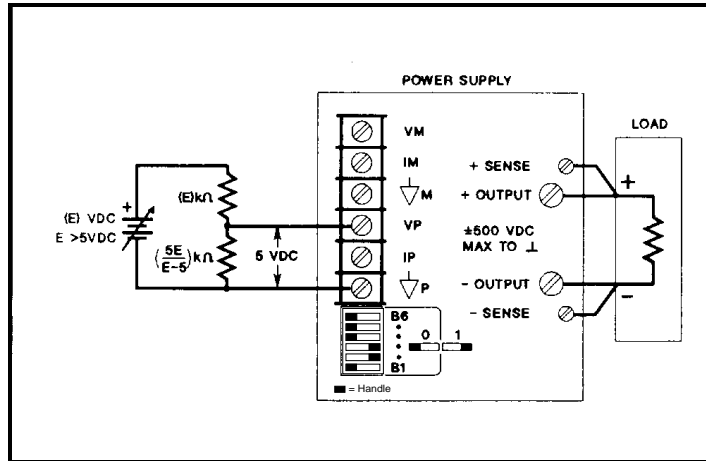 POWER SUPPLY
LOAD
VM
IM
▽M
VP
IP
▽P
+ SENSE
+ OUTPUT
±600 VDC
MAX TO ⊥
- OUTPUT
- SENSE
+
-
+
(E) VDC
E >5VDC
(E)kΩ
(5E/E-5)kΩ
5 VDC
B6
0 1
B1
= Handle